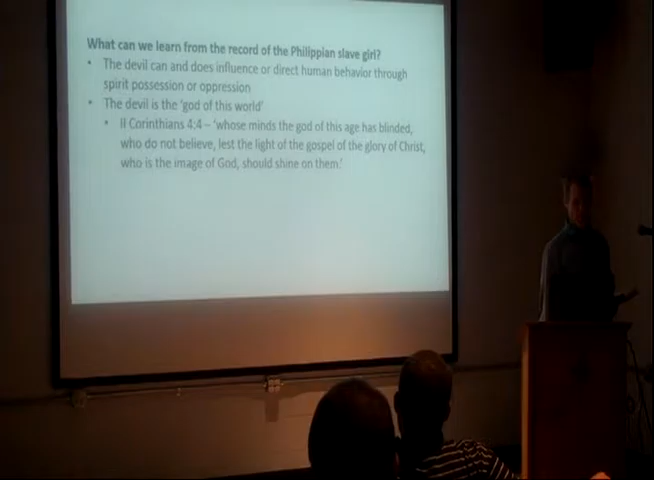 What can we learn from the record of the Philippian slave girl?
• The devil can and does influence or direct human behavior through
spirit possession or oppression
• The devil is the 'god of this world'
• II Corinthians 4:4 – 'whose minds the god of this age has blinded,
who do not believe, lest the light of the gospel of the glory of Christ,
who is the image of God, should shine on them.'